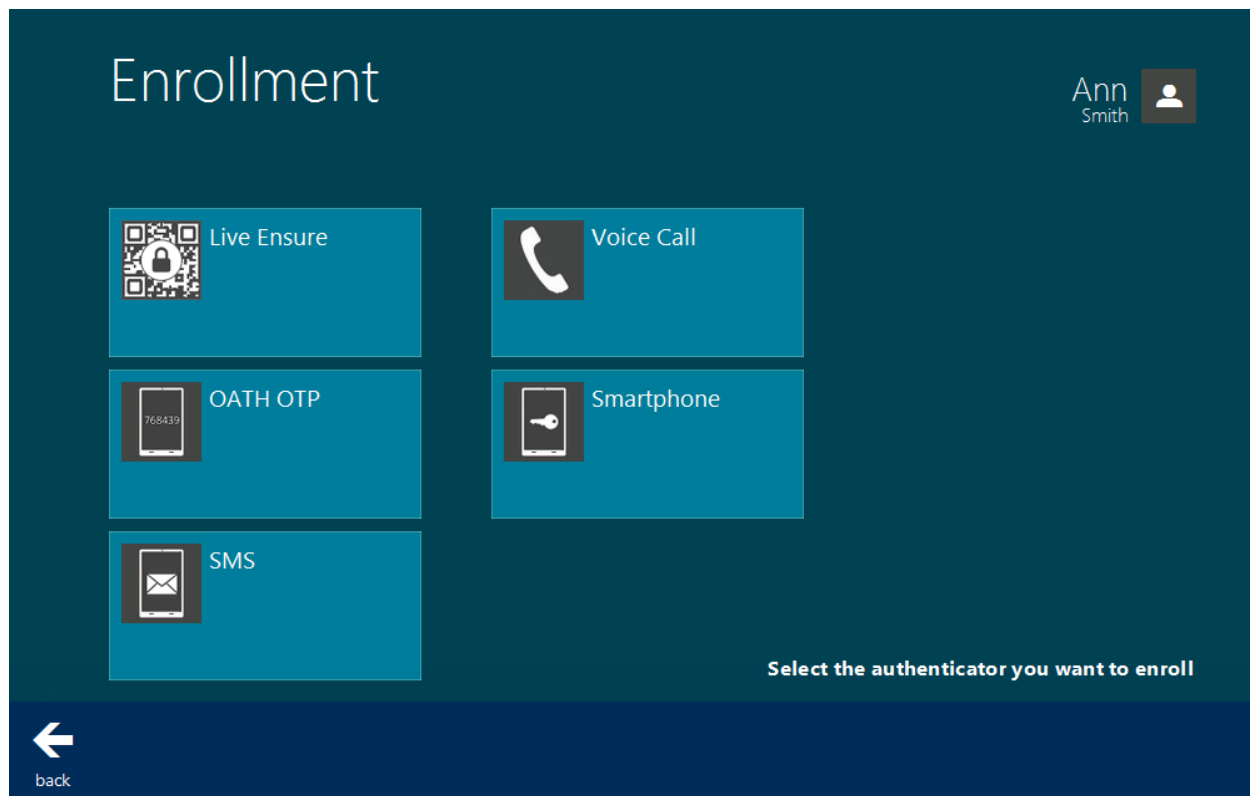 Enrollment
Ann
Smith
Live Ensure
Voice Call
OATH OTP
768439
Smartphone
SMS
Select the authenticator you want to enroll
back